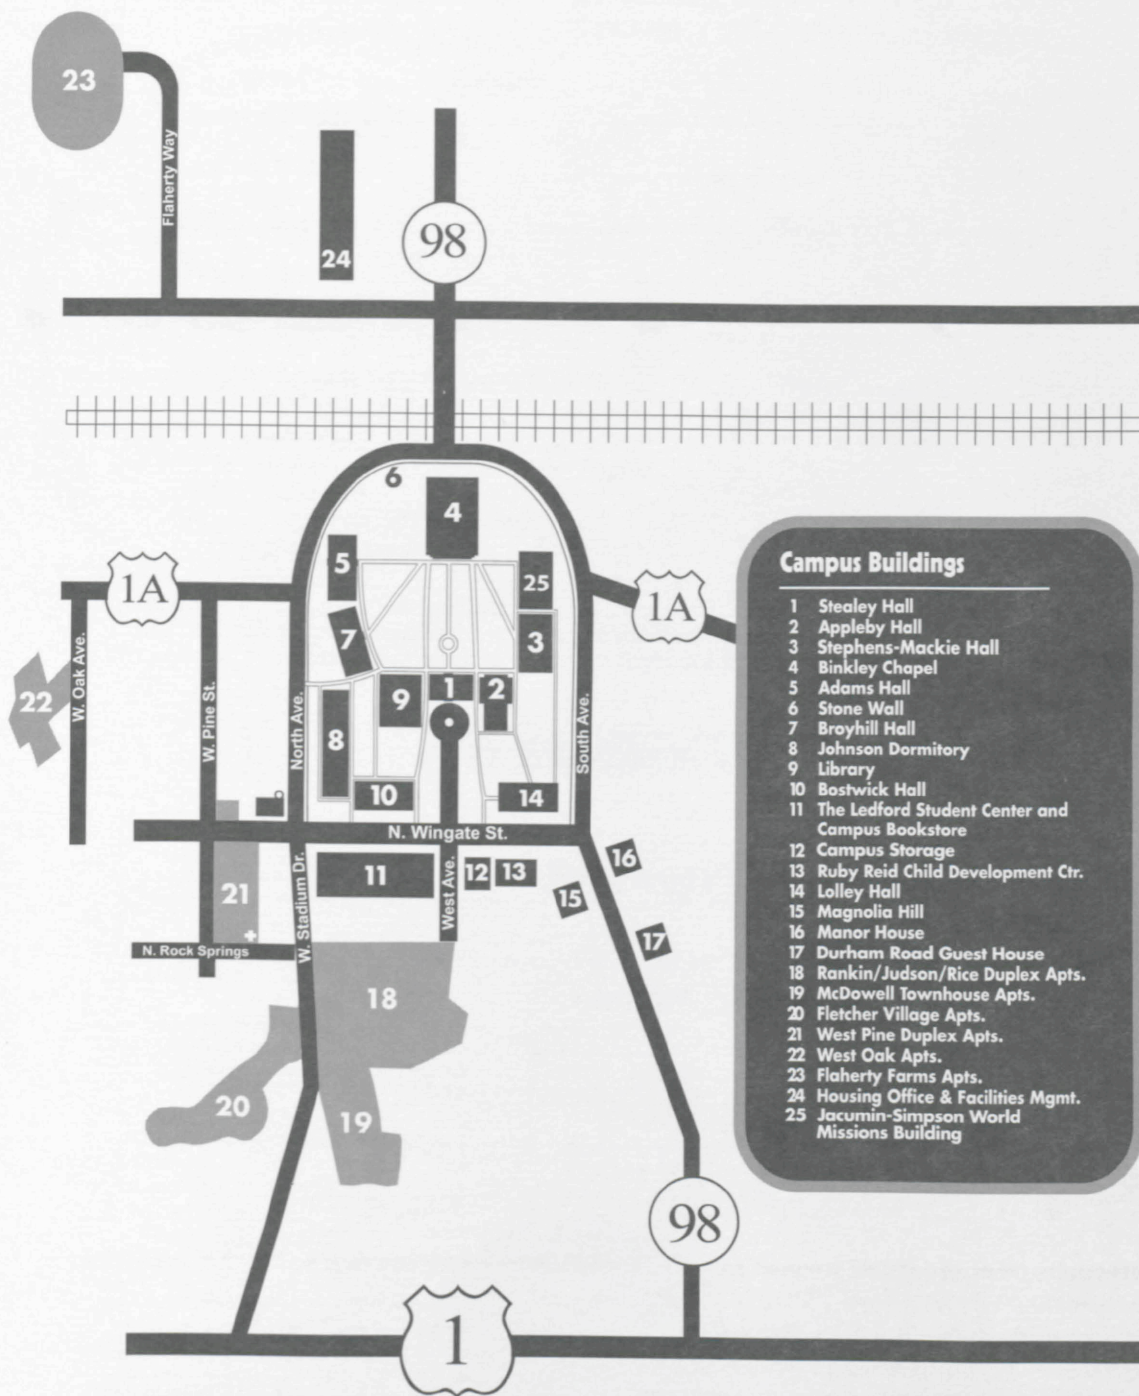 23
Flaherty Way
24
98
6
4
5
25
1A
1A
7
3
22
W. Oak Ave.
W. Pine St.
North Ave.
9
1
2
South Ave.
8
10
14
N. Wingate St.
21
W. Stadium Dr.
11
West Ave.
12
13
16
15
17
N. Rock Springs
18
20
19
98
1
Campus Buildings
1 Stealey Hall
2 Appleby Hall
3 Stephens-Mackie Hall
4 Binkley Chapel
5 Adams Hall
6 Stone Wall
7 Broyhill Hall
8 Johnson Dormitory
9 Library
10 Bostwick Hall
11 The Ledford Student Center and
Campus Bookstore
12 Campus Storage
13 Ruby Reid Child Development Ctr.
14 Lolley Hall
15 Magnolia Hill
16 Manor House
17 Durham Road Guest House
18 Rankin/Judson/Rice Duplex Apts.
19 McDowell Townhouse Apts.
20 Fletcher Village Apts.
21 West Pine Duplex Apts.
22 West Oak Apts.
23 Flaherty Farms Apts.
24 Housing Office & Facilities Mgmt.
25 Jacumin-Simpson World
Missions Building